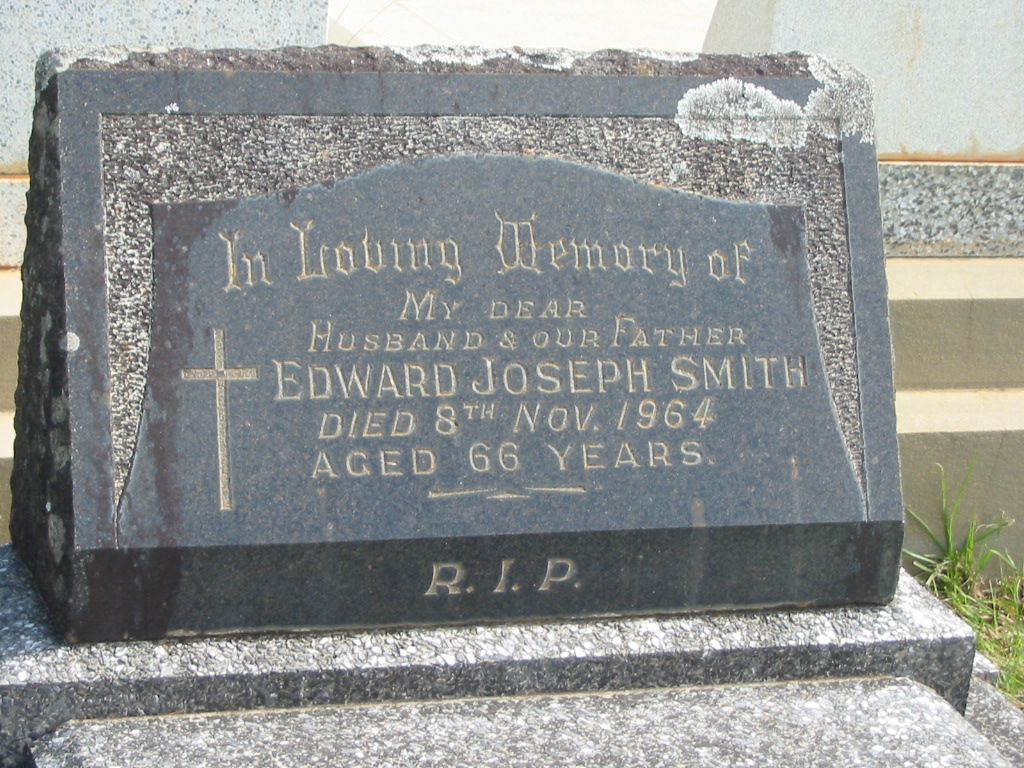 In Loving Memory of
MY DEAR
HUSBAND & OUR FATHER
EDWARD JOSEPH SMITH
DIED 8TH NOV. 1964
AGED 66 YEARS.
R. I. P.